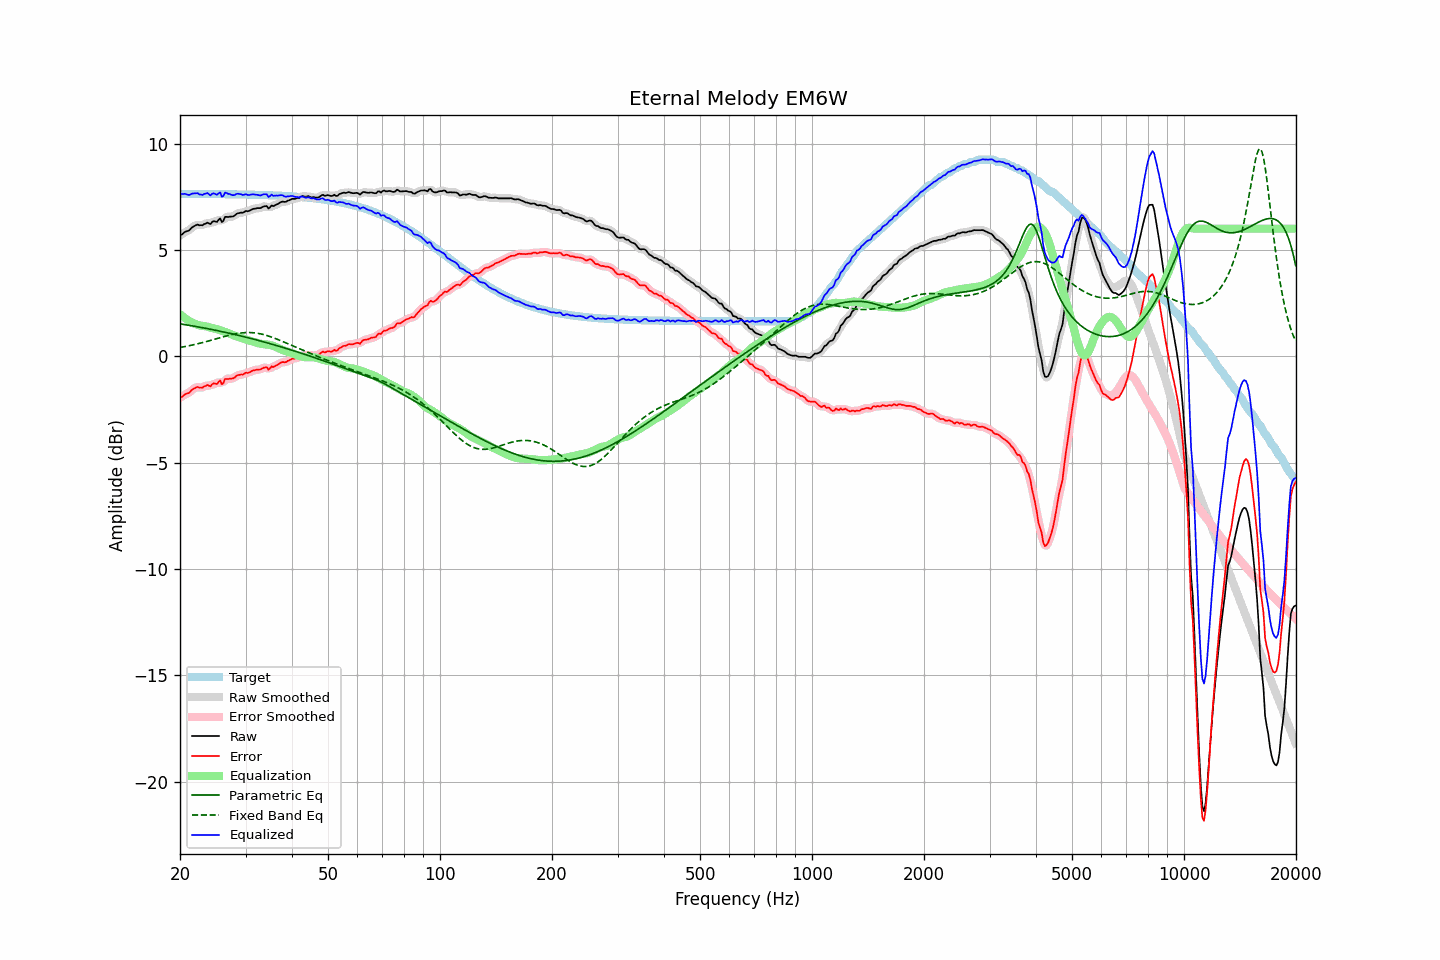 Eternal Melody EM6W
Amplitude (dBr)
10
5
0
−5
−10
−15
−20
Target
Raw Smoothed
Error Smoothed
Raw
Error
Equalization
Parametric Eq
Fixed Band Eq
Equalized
20 50 100 200 500 1000 2000 5000 10000 20000
Frequency (Hz)